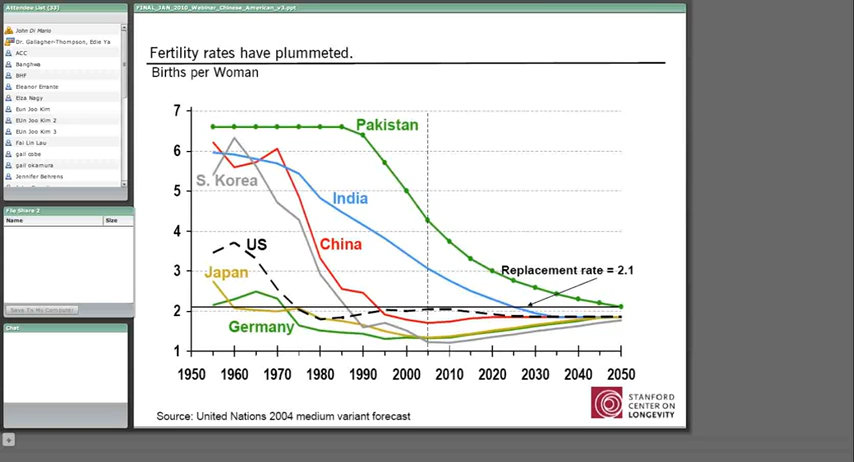 Attendee List (33)
John Di Mario
Dr. Gallagher-Thompson, Edie Ya
ACC
Banghwa
BHF
Eleanor Errante
Elza Nagy
Eun Joo Kim
EUn Joo Kim 2
EUn Joo Kim 3
Fai Lin Lau
gail cobe
gail okamura
Jennifer Behrens
File Share 2
Name Size
Save To My Computer
Chat
FINAL_JAN_2010_Webinar_Chinese_American_v3.ppt
Fertility rates have plummeted.
Births per Woman
7
6
5
4
3
2
1
Pakistan
S. Korea
India
US
China
Japan
Replacement rate = 2.1
Germany
1950 1960 1970 1980 1990 2000 2010 2020 2030 2040 2050
Source: United Nations 2004 medium variant forecast
STANFORD
CENTER ON
LONGEVITY